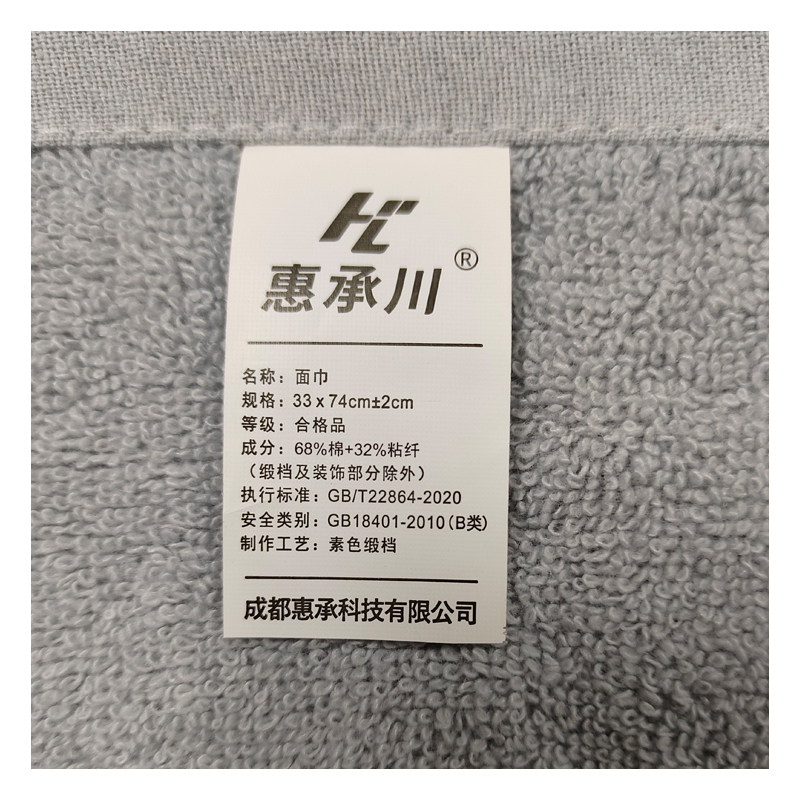 HC
惠承川®
名称：面巾
规格：33 x 74cm±2cm
等级：合格品
成分：68%棉+32%粘纤
（缎档及装饰部分除外）
执行标准：GB/T22864-2020
安全类别：GB18401-2010（B类）
制作工艺：素色缎档
成都惠承科技有限公司